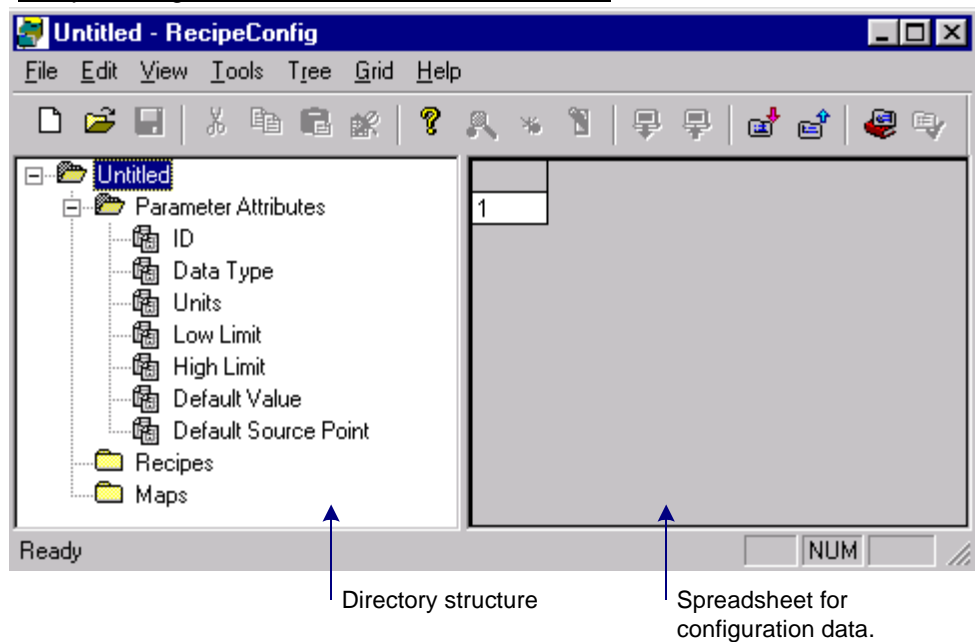 Untitled - RecipeConfig
File Edit View Tools Tree Grid Help
Untitled
Parameter Attributes
ID
Data Type
Units
Low Limit
High Limit
Default Value
Default Source Point
Recipes
Maps
1
Ready
NUM
Directory structure
Spreadsheet for
configuration data.